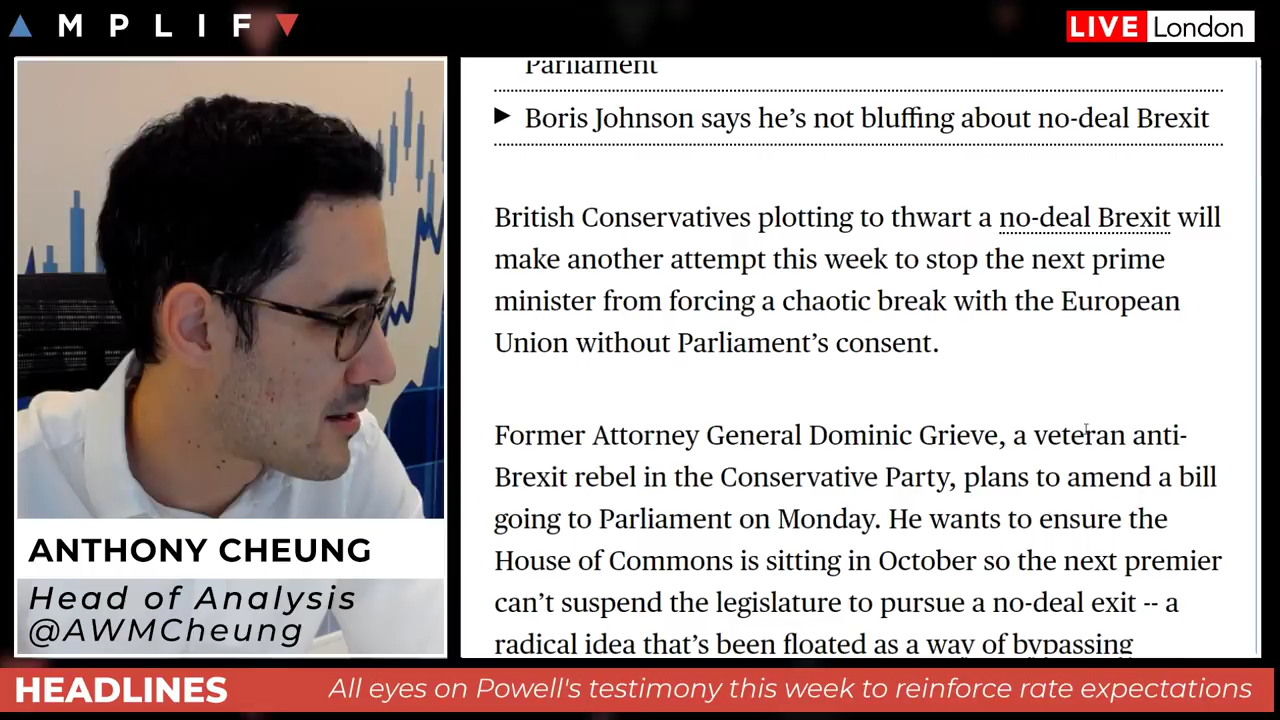 MPLIF
LIVE London
Parliament
Boris Johnson says he’s not bluffing about no-deal Brexit
British Conservatives plotting to thwart a no-deal Brexit will
make another attempt this week to stop the next prime
minister from forcing a chaotic break with the European
Union without Parliament’s consent.
Former Attorney General Dominic Grieve, a veteran anti-
Brexit rebel in the Conservative Party, plans to amend a bill
going to Parliament on Monday. He wants to ensure the
House of Commons is sitting in October so the next premier
can’t suspend the legislature to pursue a no-deal exit -- a
radical idea that’s been floated as a way of bypassing
ANTHONY CHEUNG
Head of Analysis
@AWMCheung
HEADLINES
All eyes on Powell's testimony this week to reinforce rate expectations